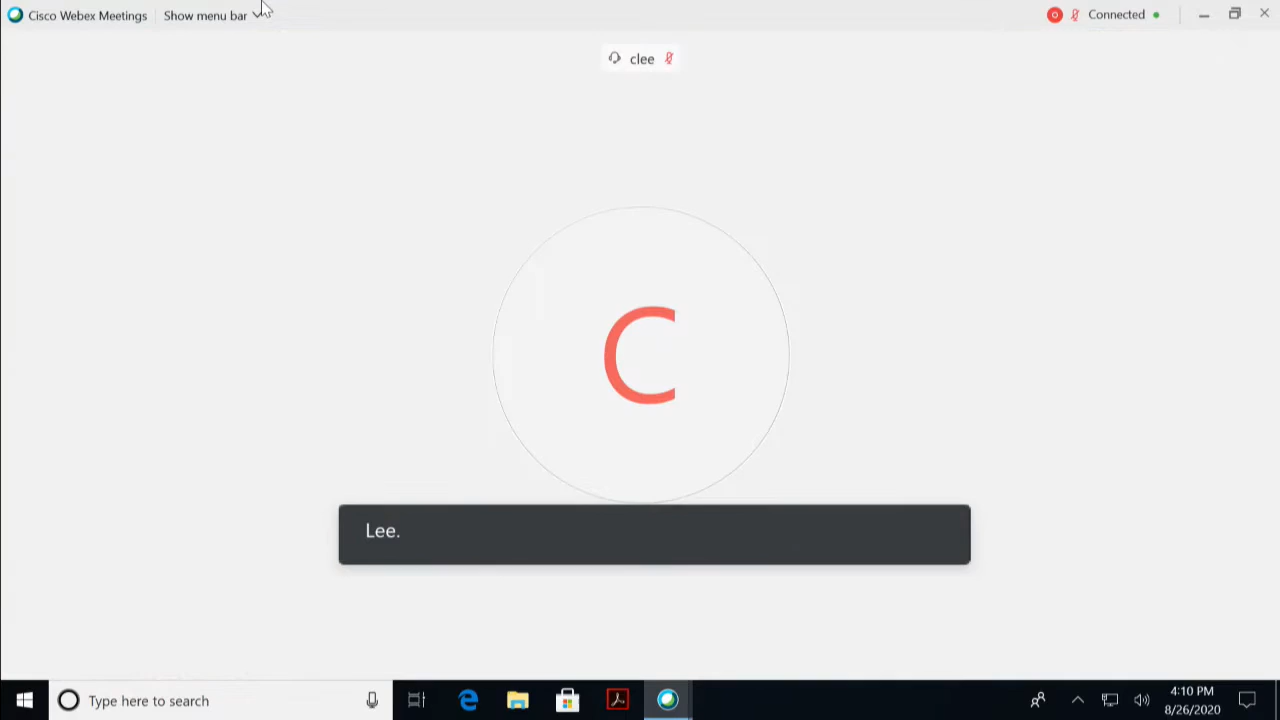 Cisco Webex Meetings Show menu bar Connected
clee
C
Lee.
Type here to search
4:10 PM
8/26/2020